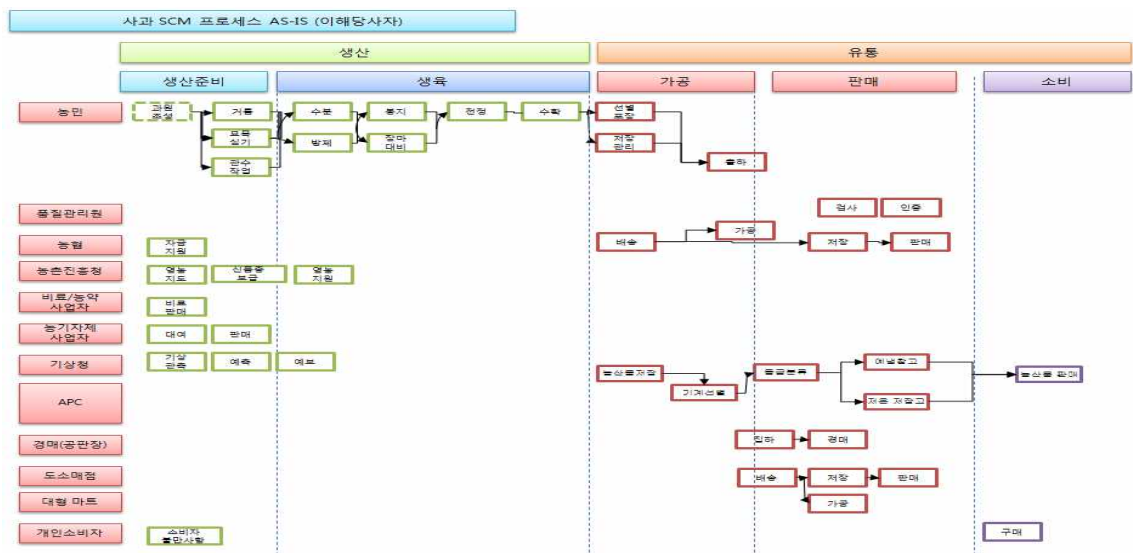 사과 SCM 프로세스 AS-IS (이해당사자)
생산
유통
생산준비
생육
가공
판매
소비
농민
과원
조성
거름
묘목
심기
관수
작업
수분
방제
봉지
장마
대비
전정
수확
선별
포장
저장
관리
출하
품질관리원
검사
인증
농협
자금
지원
배송
가공
저장
판매
농촌진흥청
영농
지도
신품종
보급
영농
지원
비료/농약
사업자
비료
판매
농기자제
사업자
대여
판매
기상청
기상
관측
예측
예보
APC
농산물저장
기계선별
등급분류
예냉창고
저온 저장고
농산물 판매
경매(공판장)
집하
경매
도소매점
배송
저장
판매
가공
대형 마트
개인소비자
소비자
불만사항
구매